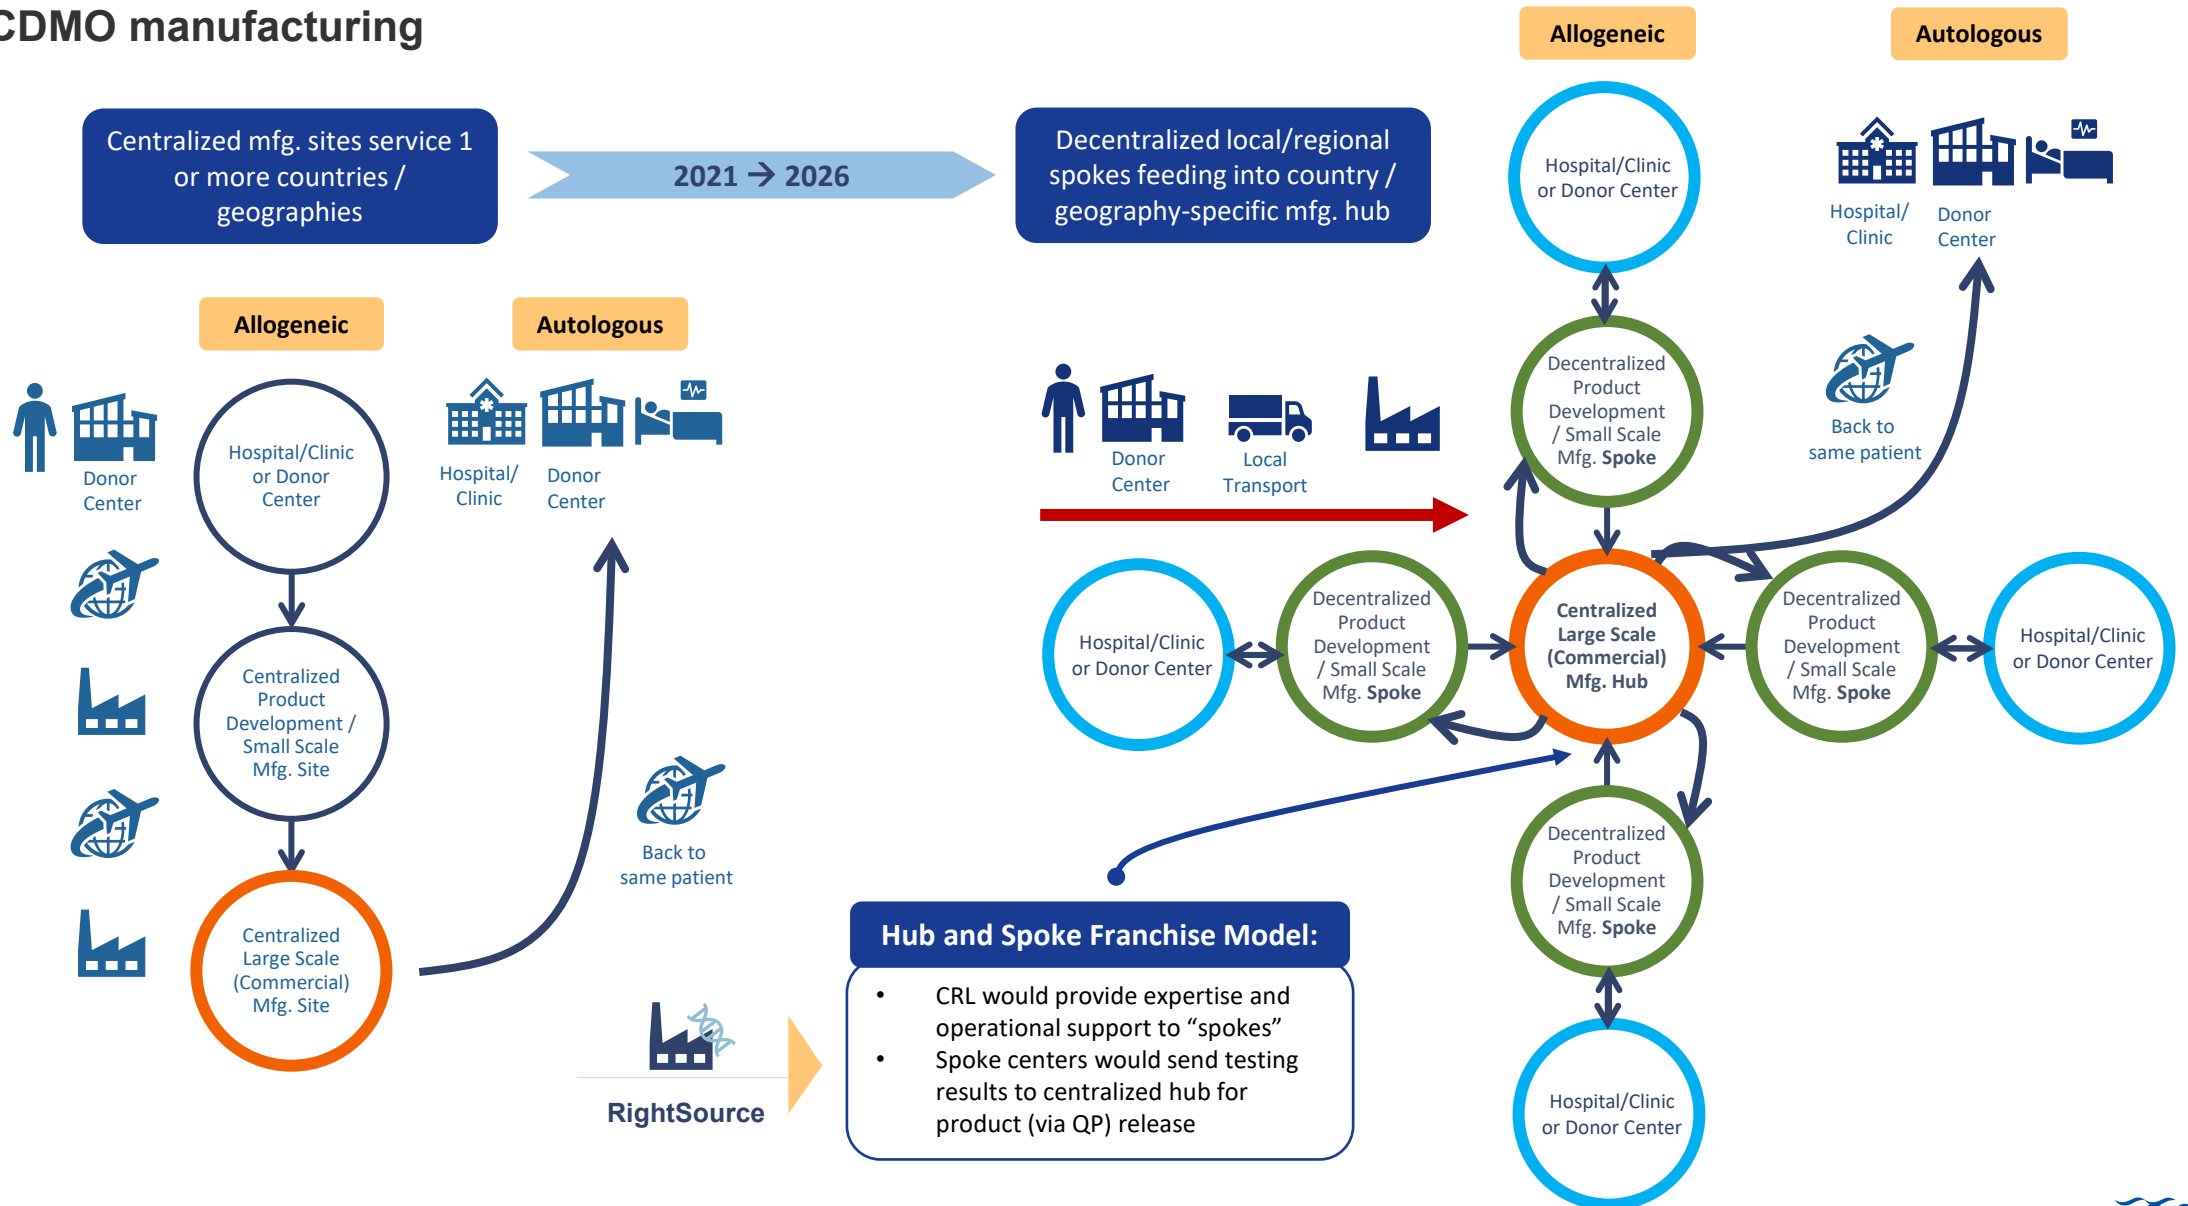 CDMO manufacturing
Centralized mfg. sites service 1
or more countries /
geographies
2021 → 2026
Decentralized local/regional
spokes feeding into country /
geography-specific mfg. hub
Allogeneic
Autologous
Donor
Center
Hospital/Clinic
or Donor
Center
Centralized
Product
Development /
Small Scale
Mfg. Site
Centralized
Large Scale
(Commercial)
Mfg. Site
Hospital/
Clinic
Donor
Center
Back to
same patient
RightSource
Hub and Spoke Franchise Model:
• CRL would provide expertise and
operational support to “spokes”
• Spoke centers would send testing
results to centralized hub for
product (via QP) release
Allogeneic
Autologous
Hospital/Clinic
or Donor Center
Decentralized
Product
Development
/ Small Scale
Mfg. Spoke
Donor
Center
Local
Transport
Hospital/Clinic
or Donor Center
Decentralized
Product
Development
/ Small Scale
Mfg. Spoke
Centralized
Large Scale
(Commercial)
Mfg. Hub
Decentralized
Product
Development
/ Small Scale
Mfg. Spoke
Hospital/Clinic
or Donor Center
Decentralized
Product
Development
/ Small Scale
Mfg. Spoke
Hospital/Clinic
or Donor Center
Hospital/
Clinic
Donor
Center
Back to
same patient